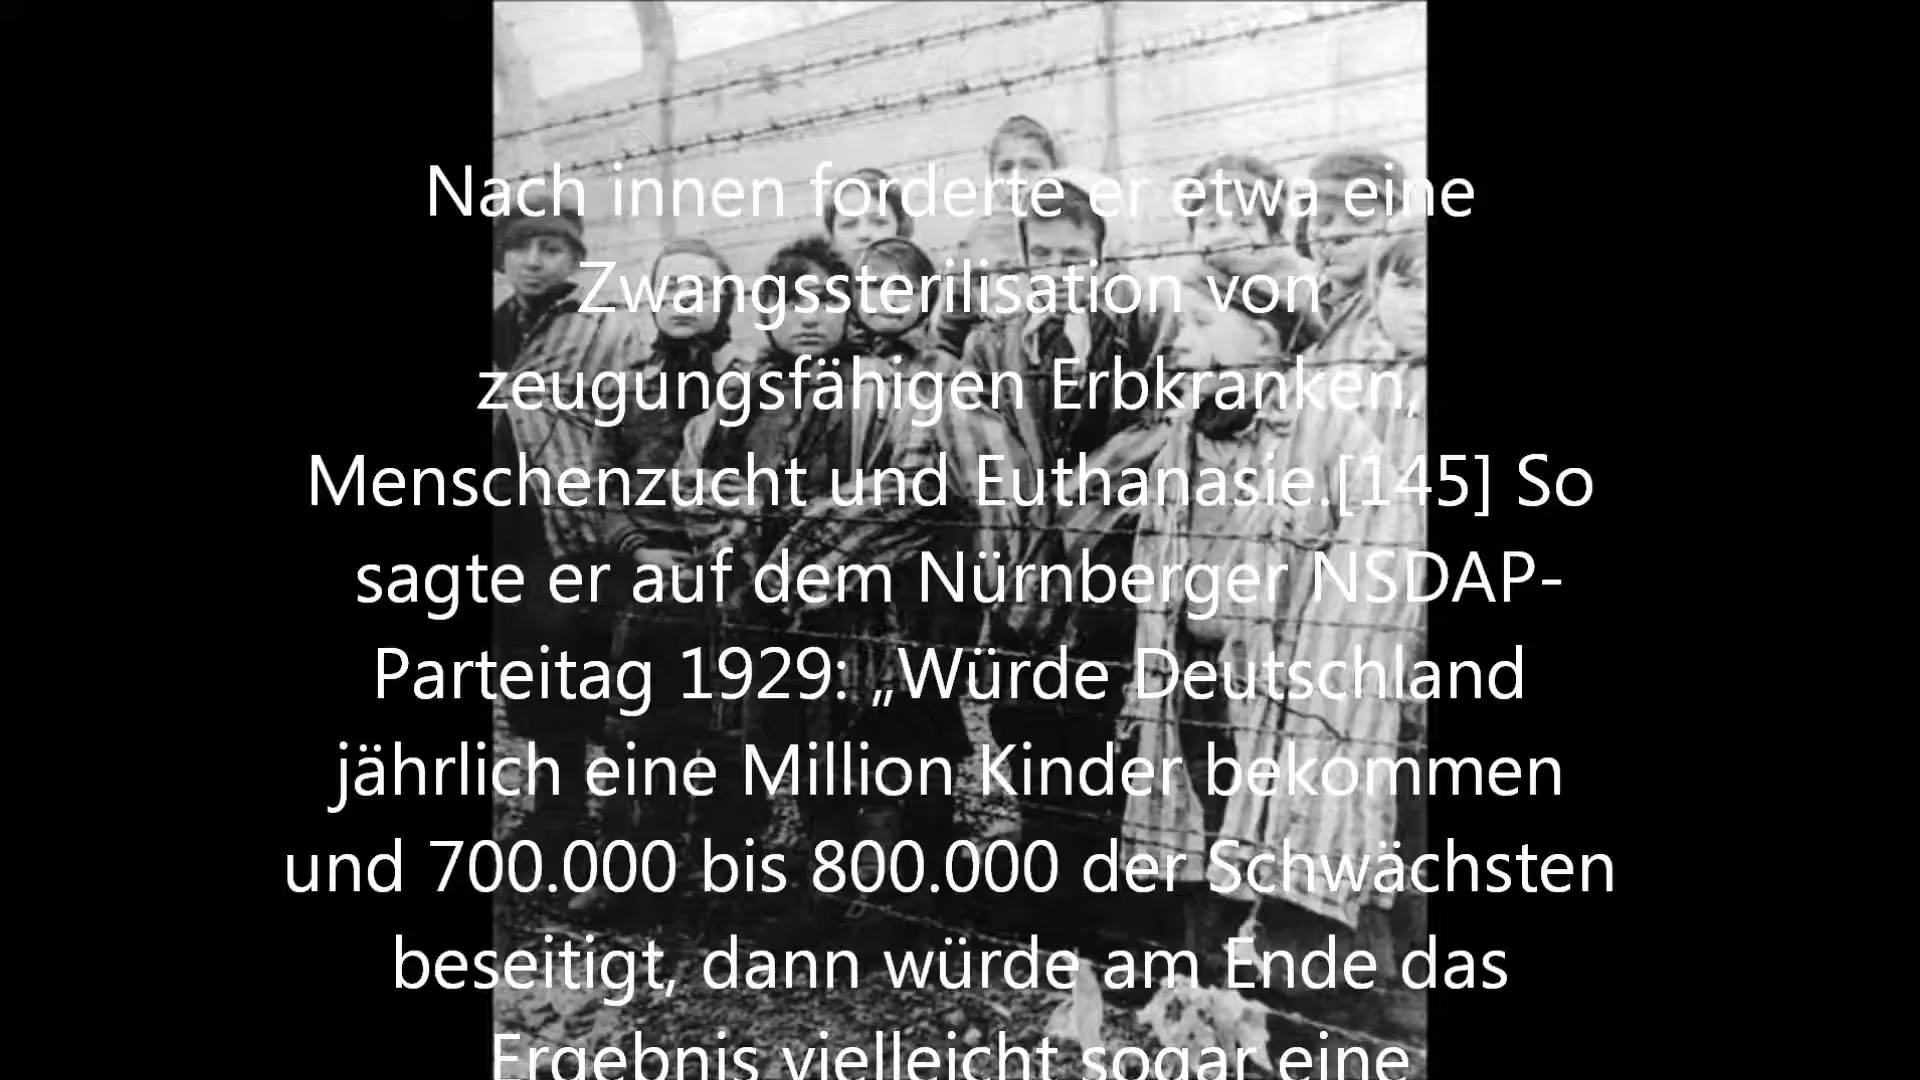 Nach innen forderte er etwa eine
Zwangssterilisation von
zeugungsfähigen Erbkranken,
Menschenzucht und Euthanasie.[145] So
sagte er auf dem Nürnberger NSDAP-
Parteitag 1929: „Würde Deutschland
jährlich eine Million Kinder bekommen
und 700.000 bis 800.000 der Schwächsten
beseitigt, dann würde am Ende das
Ergebnis vielleicht sogar eine